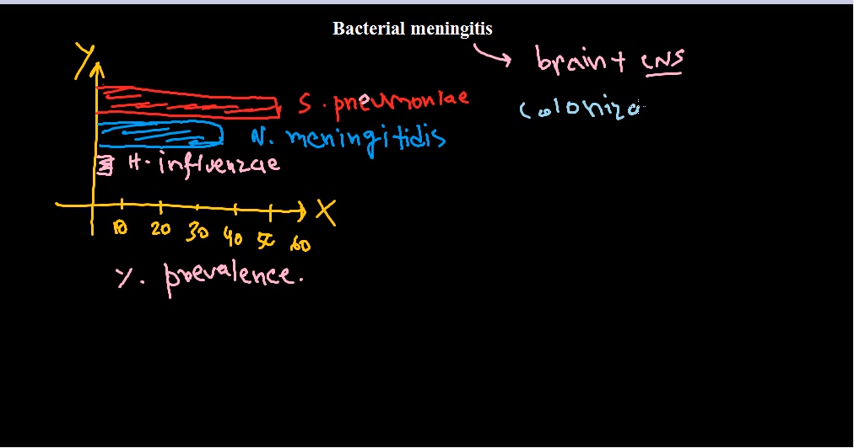 Bacterial meningitis
brain + CNS
Coloniza
Y
S. pneumoniae
N. meningitidis
H. influenzae
X
10 20 30 40 50 60
%. prevalence.